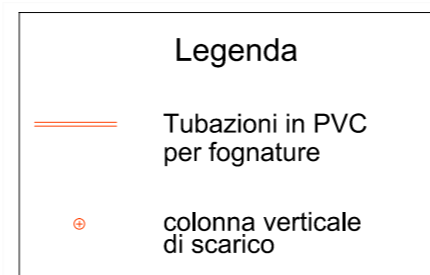 Legenda
Tubazioni in PVC
per fognature
colonna verticale
di scarico